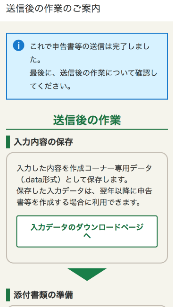 送信後の作業のご案内
これで申告書等の送信は完了しまし
た。
最後に、送信後の作業について確認し
てください。
送信後の作業
入力内容の保存
入力した内容を作成コーナー専用データ
（.data形式）として保存します。
保存した入力データは、翌年以降に申告
書等を作成する場合に利用できます。
入力データのダウンロードページ
へ
添付書類の準備